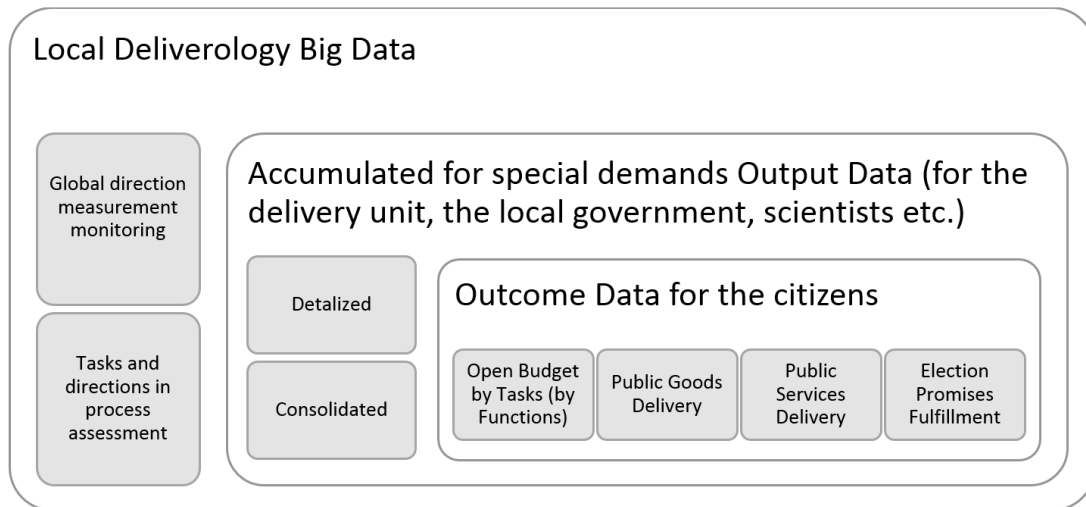 Local Deliverology Big Data
Global direction
measurement
monitoring
Tasks and
directions in
process
assessment
Accumulated for special demands Output Data (for the
delivery unit, the local government, scientists etc.)
Detalized
Consolidated
Outcome Data for the citizens
Open Budget
by Tasks (by
Functions)
Public Goods
Delivery
Public
Services
Delivery
Election
Promises
Fulfillment